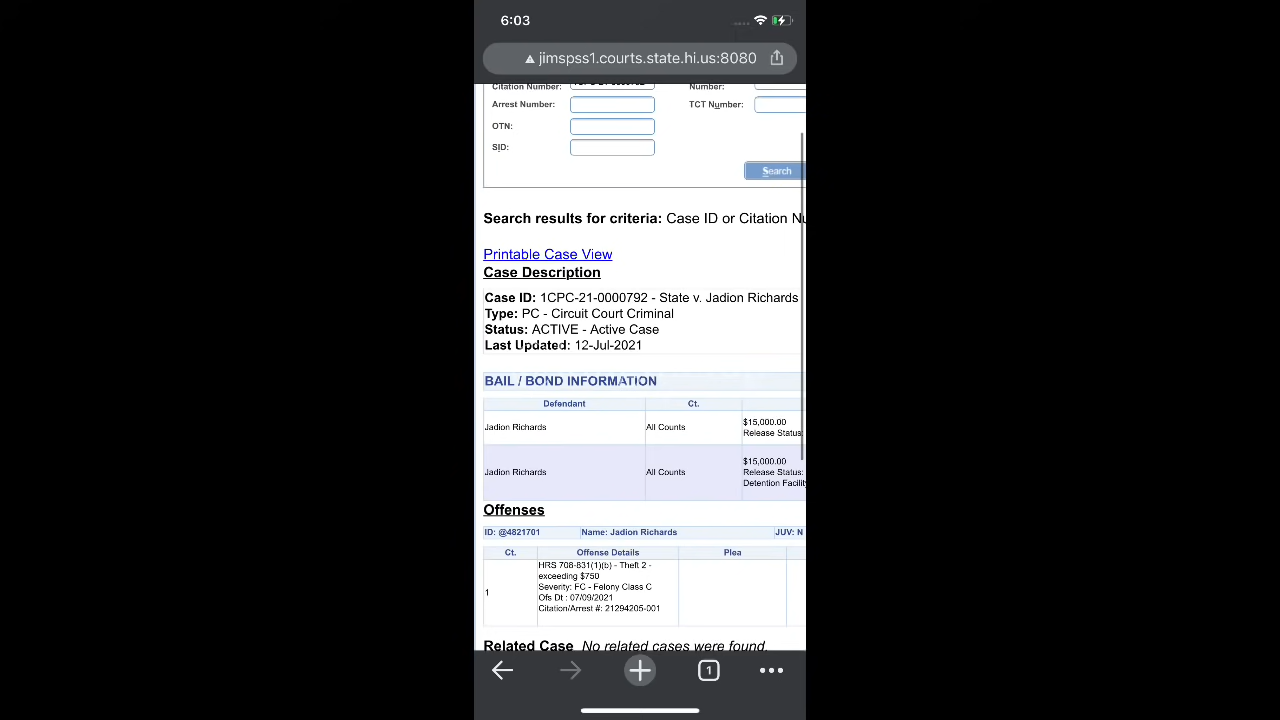 6:03
jimspss1.courts.state.hi.us:8080
Citation Number:
Number:
Arrest Number:
TCT Number:
OTN:
SID:
Search
Search results for criteria: Case ID or Citation Nu
Printable Case View
Case Description
Case ID: 1CPC-21-0000792 - State v. Jadion Richards
Type: PC - Circuit Court Criminal
Status: ACTIVE - Active Case
Last Updated: 12-Jul-2021
BAIL / BOND INFORMATION
Defendant Ct.
Jadion Richards All Counts $15,000.00
Release Status:
Jadion Richards All Counts $15,000.00
Release Status:
Detention Facility
Offenses
ID: @4821701 Name: Jadion Richards JUV: N
Ct. Offense Details Plea
HRS 708-831(1)(b) - Theft 2 -
exceeding $750
Severity: FC - Felony Class C
1
Ofs Dt : 07/09/2021
Citation/Arrest #: 21294205-001
Related Case No related cases were found.
1